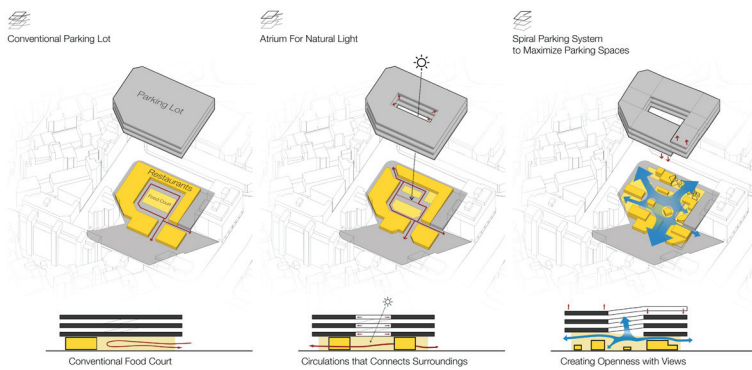 Conventional Parking Lot
Atrium For Natural Light
Spiral Parking System
to Maximize Parking Spaces
Parking Lot
Restaurants
Food Court
Conventional Food Court
Circulations that Connects Surroundings
Creating Openness with Views